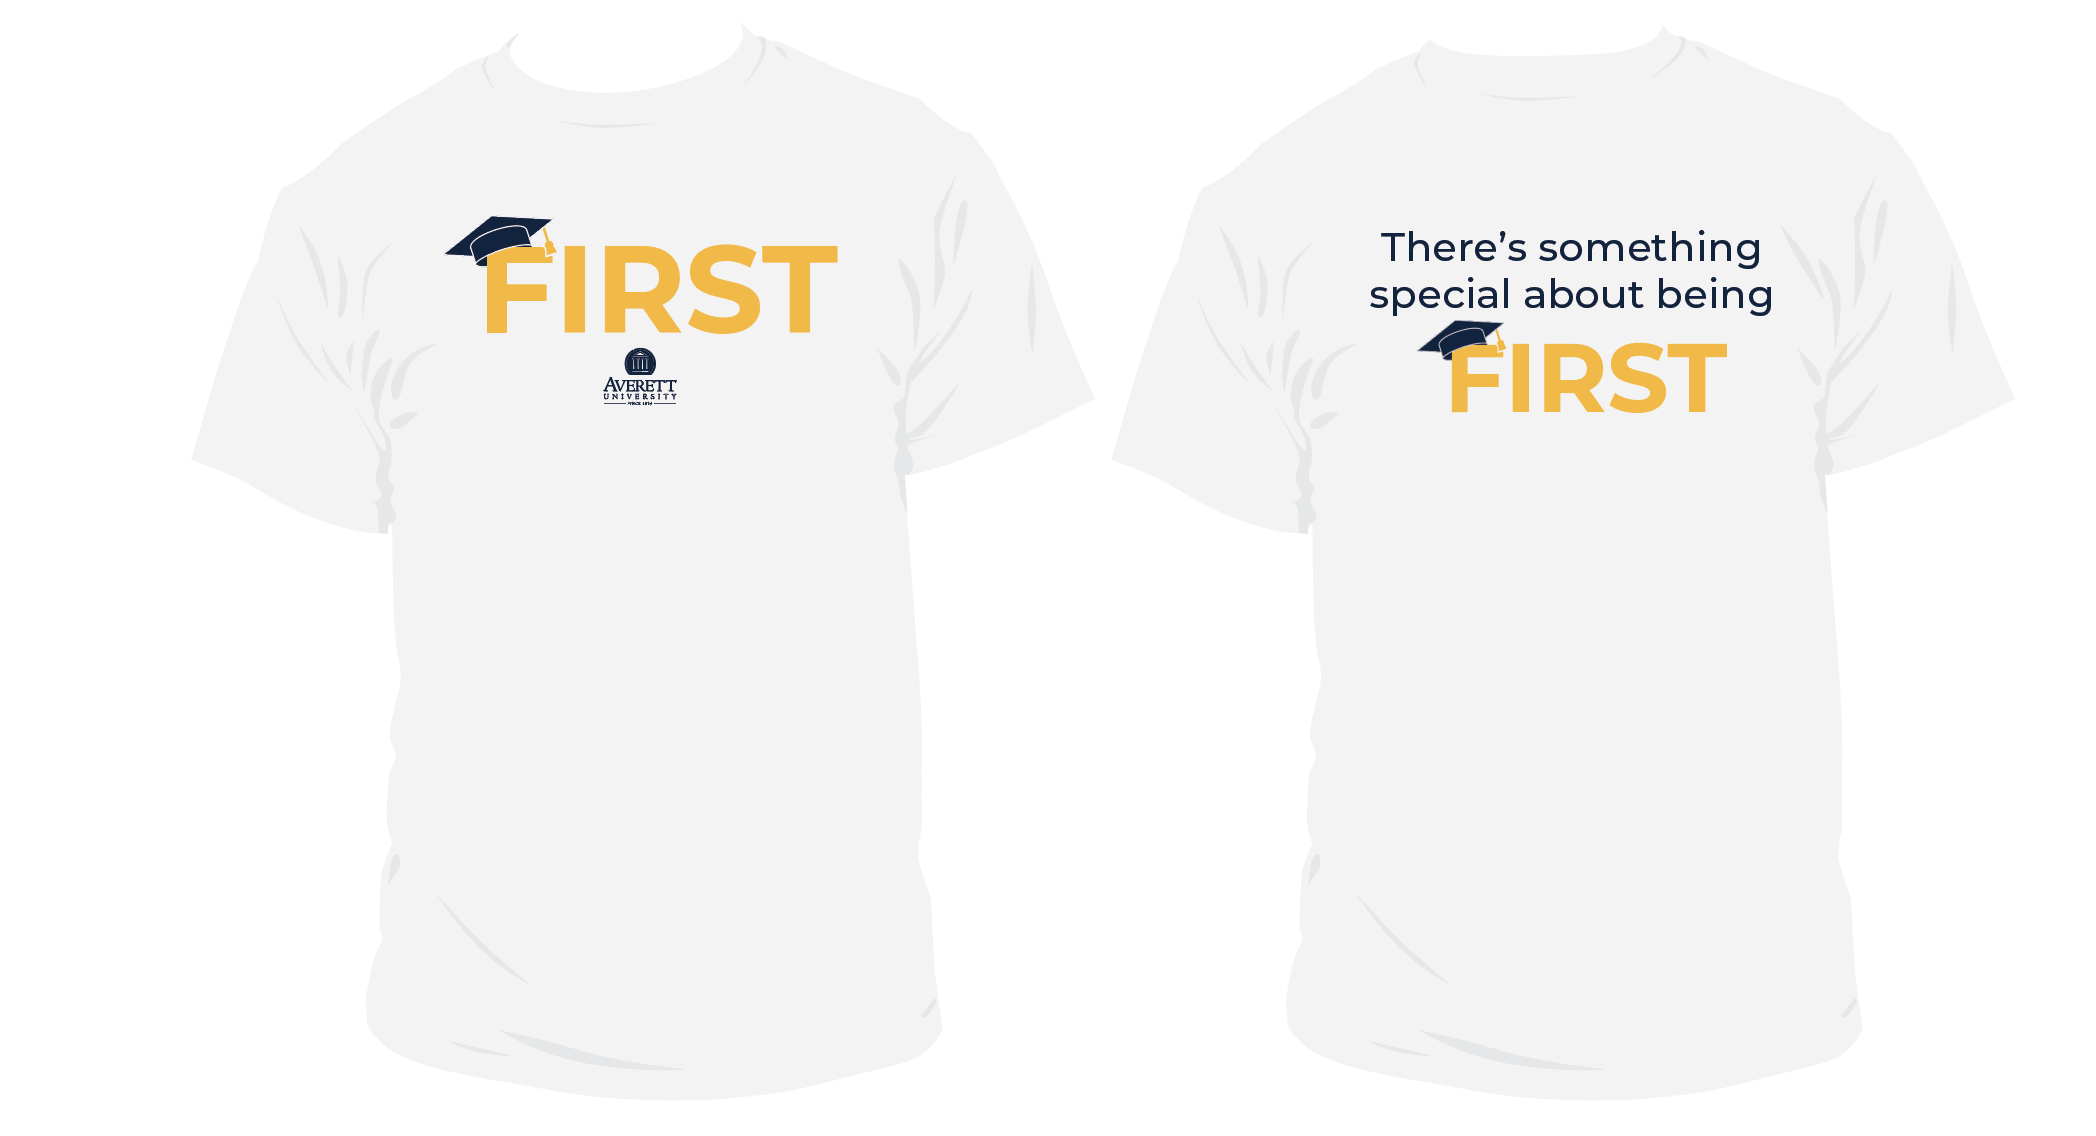 FIRST
AVERETT
UNIVERSITY
There’s something
special about being
FIRST